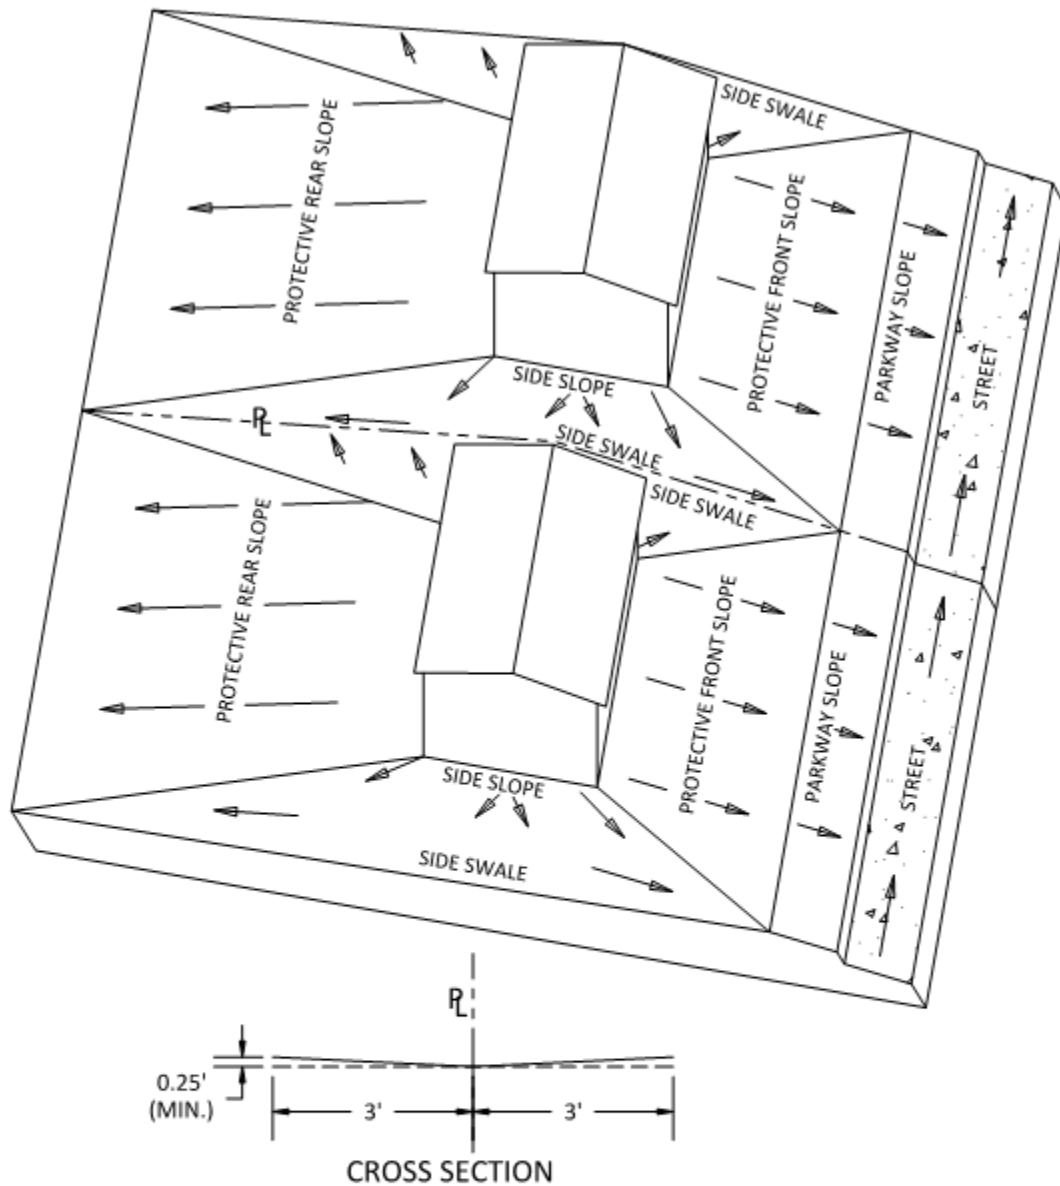 SIDE SWALE
PROTECTIVE REAR SLOPE
PROTECTIVE FRONT SLOPE
PARKWAY SLOPE
STREET
SIDE SLOPE
PL
SIDE SWALE
SIDE SWALE
PROTECTIVE REAR SLOPE
PROTECTIVE FRONT SLOPE
PARKWAY SLOPE
STREET
SIDE SLOPE
SIDE SWALE
PL
0.25'
(MIN.)
3'
3'
CROSS SECTION